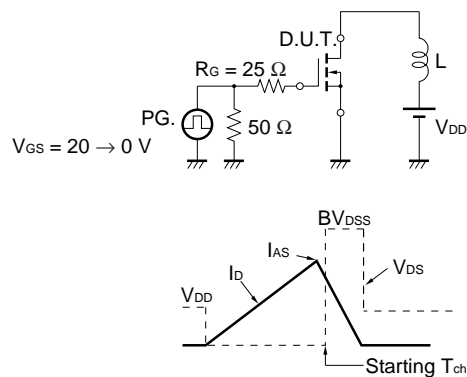 D.U.T.
RG = 25 Ω
L
PG.
50 Ω
VDD
VGS = 20 → 0 V
BVDSS
IAS
ID
VDS
VDD
Starting Tch